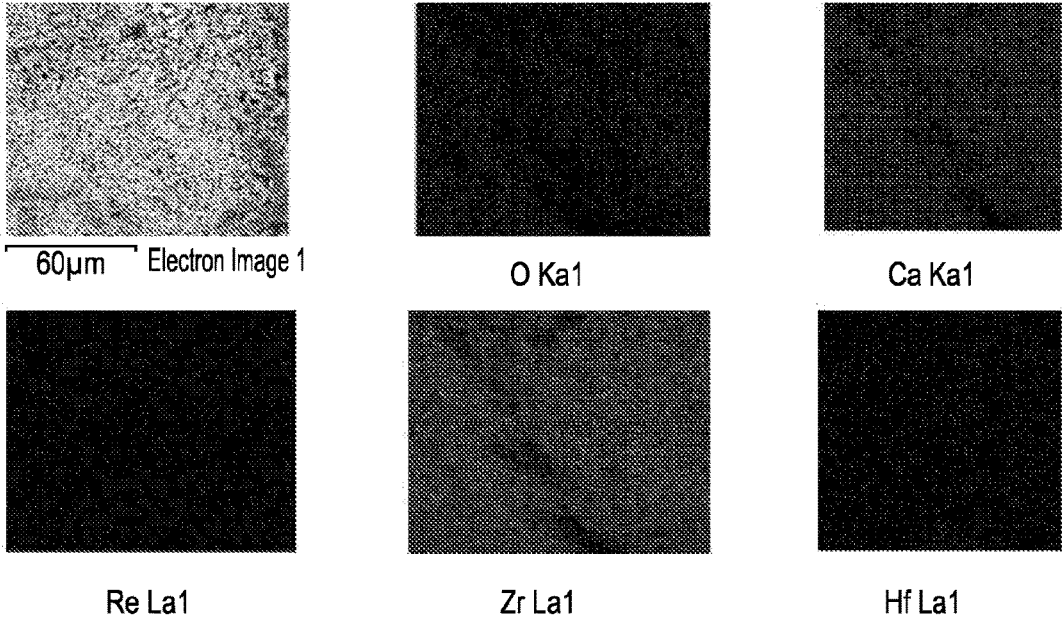 60µm Electron Image 1
O Ka1
Ca Ka1
Re La1
Zr La1
Hf La1